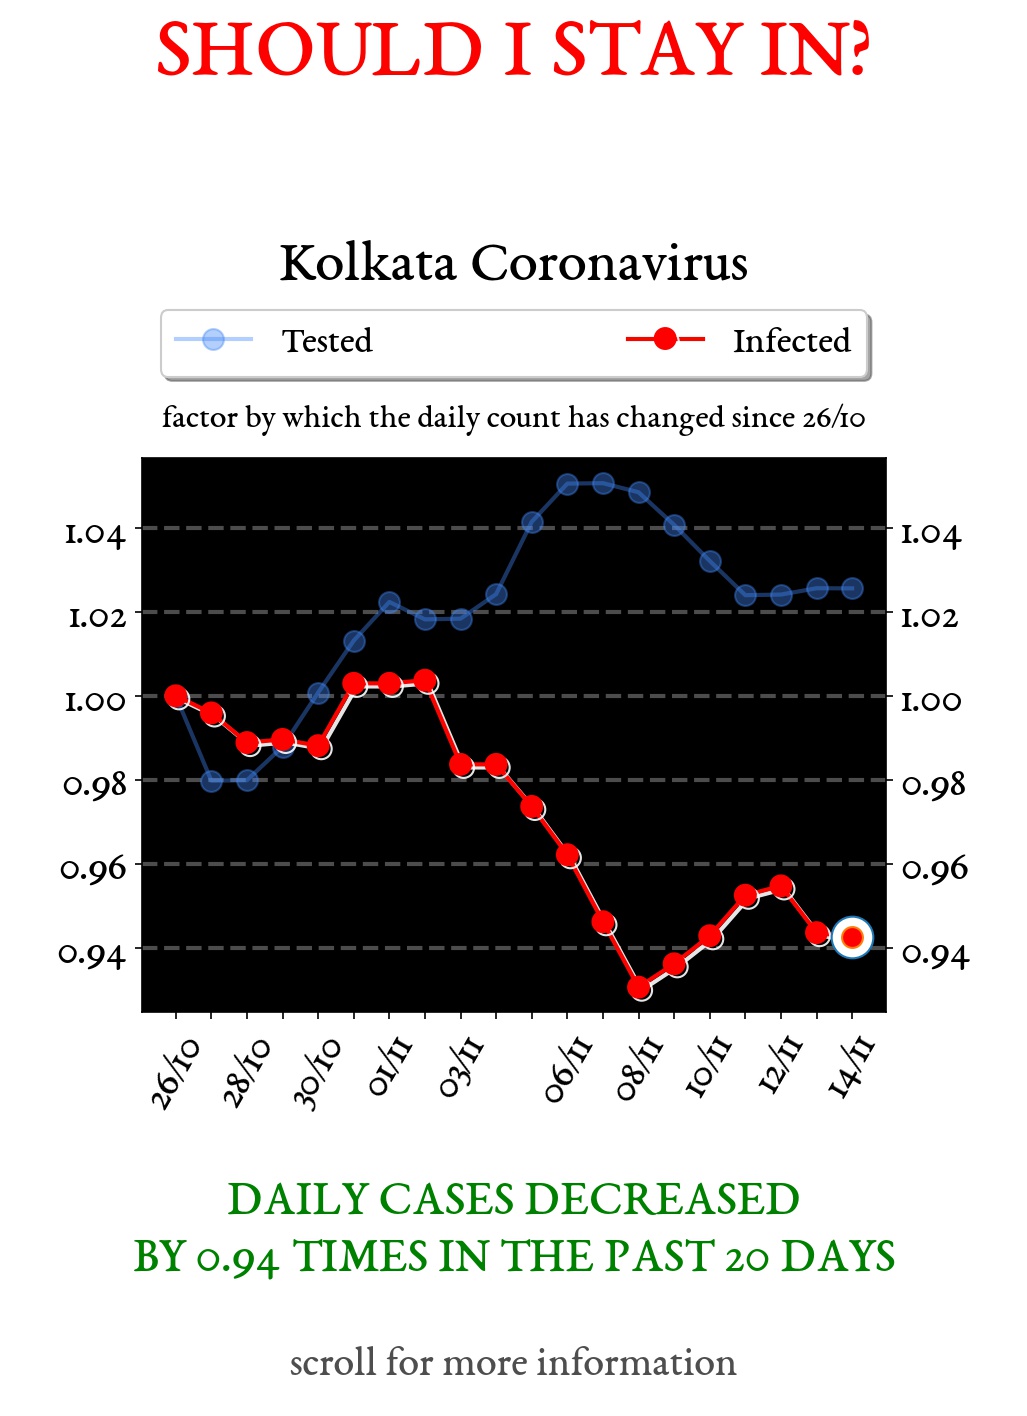 SHOULD I STAY IN?
Kolkata Coronavirus
Tested Infected
factor by which the daily count has changed since 26/10
1.04 1.04
1.02 1.02
1.00 1.00
0.98 0.98
0.96 0.96
0.94 0.94
26/10 28/10 30/10 01/11 03/11 06/11 08/11 10/11 12/11 14/11
DAILY CASES DECREASED
BY 0.94 TIMES IN THE PAST 20 DAYS
scroll for more information